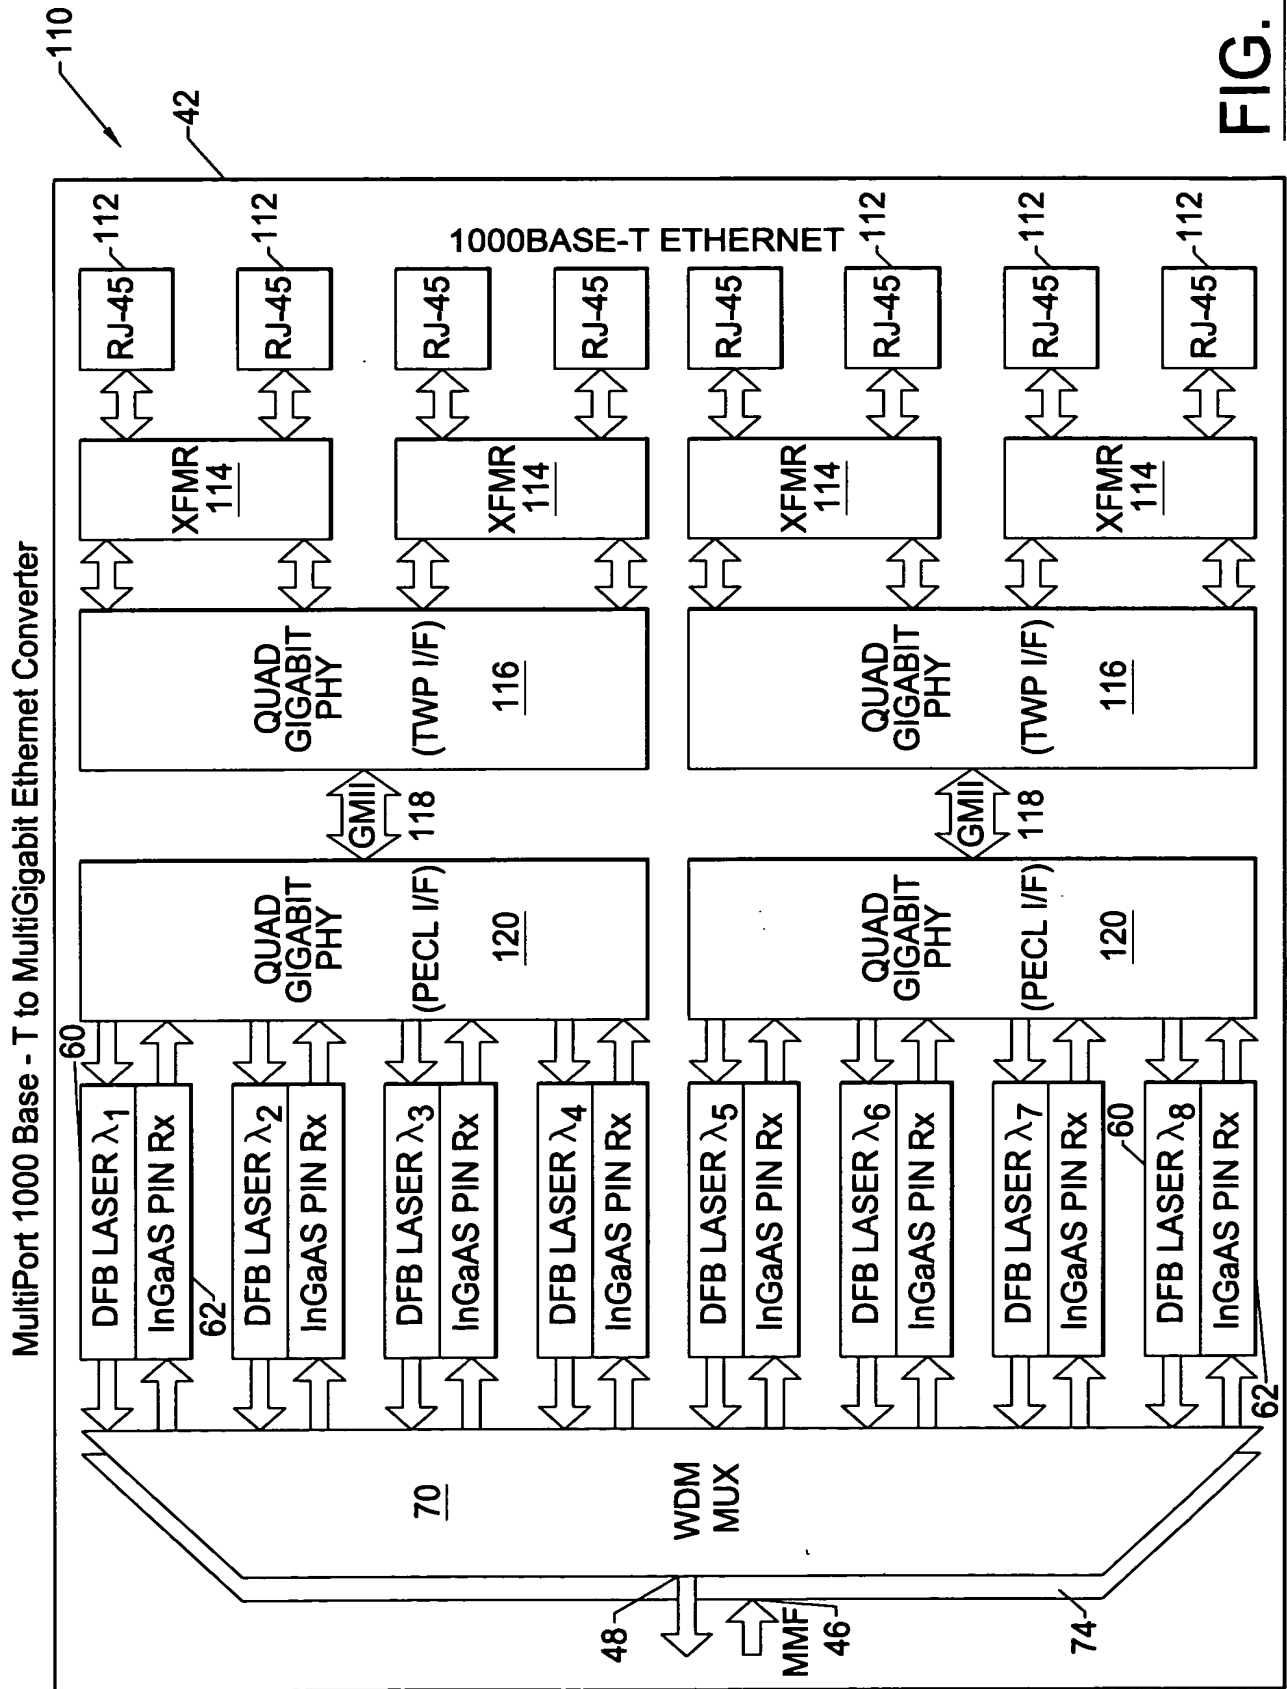 MultiPort 1000 Base - T to MultiGigabit Ethernet Converter
110
42
60
DFB LASER λ1
InGaAS PIN Rx
62
DFB LASER λ2
InGaAS PIN Rx
DFB LASER λ3
InGaAS PIN Rx
DFB LASER λ4
InGaAS PIN Rx
DFB LASER λ5
InGaAS PIN Rx
DFB LASER λ6
InGaAS PIN Rx
DFB LASER λ7
InGaAS PIN Rx
60
DFB LASER λ8
InGaAS PIN Rx
62
70
WDM
MUX
48
MMF
46
74
QUAD
GIGABIT
PHY
(PECL I/F)
120
QUAD
GIGABIT
PHY
(PECL I/F)
120
GMII
118
GMII
118
QUAD
GIGABIT
PHY
(TWP I/F)
116
QUAD
GIGABIT
PHY
(TWP I/F)
116
XFMR
114
XFMR
114
XFMR
114
XFMR
114
RJ-45
112
RJ-45
112
RJ-45
RJ-45
RJ-45
RJ-45
112
RJ-45
112
RJ-45
112
1000BASE-T ETHERNET
FIG.